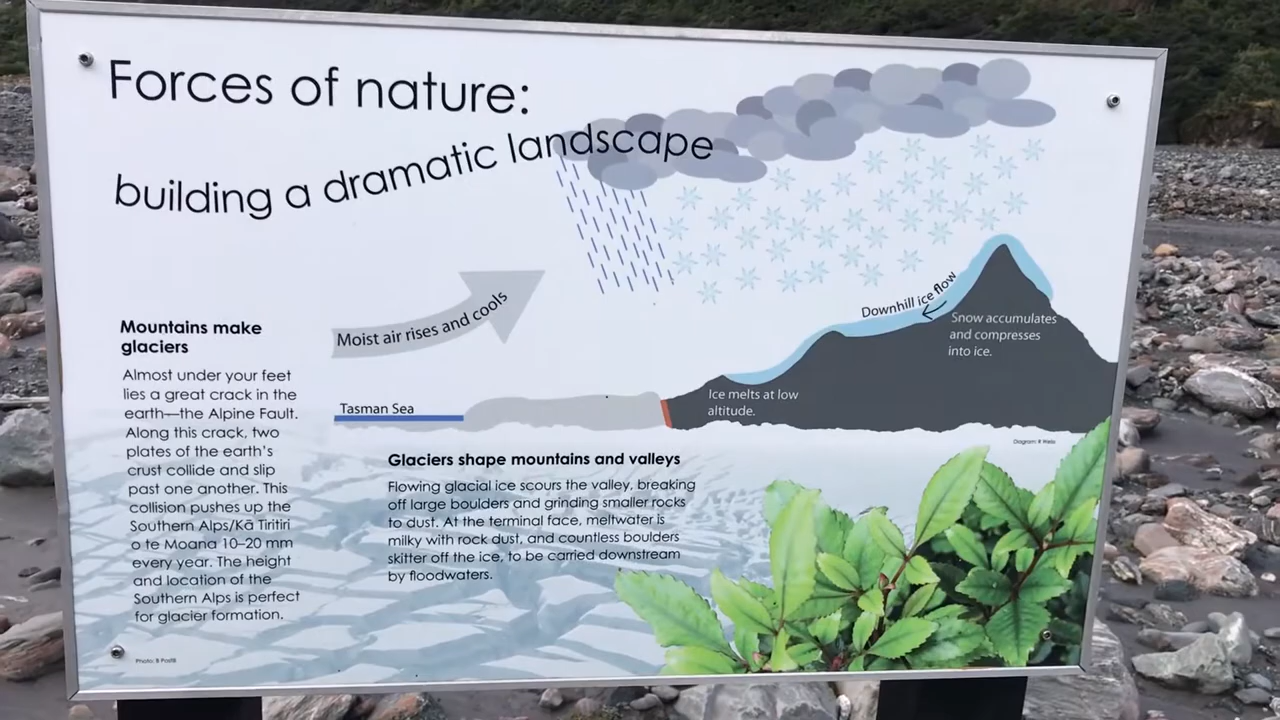 Forces of nature:
building a dramatic landscape
Moist air rises and cools
Downhill ice flow
Snow accumulates
and compresses
into ice.
Ice melts at low
altitude.
Tasman Sea
Diagram: R Wells
Mountains make
glaciers
Almost under your feet
lies a great crack in the
earth—the Alpine Fault.
Along this crack, two
plates of the earth's
crust collide and slip
past one another. This
collision pushes up the
Southern Alps/Kā Tiritiri
o te Moana 10–20 mm
every year. The height
and location of the
Southern Alps is perfect
for glacier formation.
Glaciers shape mountains and valleys
Flowing glacial ice scours the valley, breaking
off large boulders and grinding smaller rocks
to dust. At the terminal face, meltwater is
milky with rock dust, and countless boulders
skitter off the ice, to be carried downstream
by floodwaters.
Photo: B